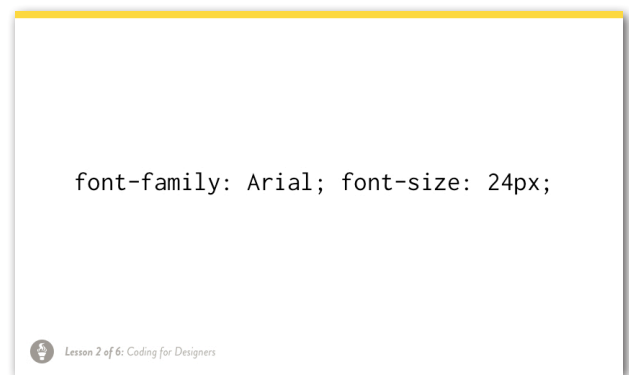 font-family: Arial; font-size: 24px;
Lesson 2 of 6: Coding for Designers